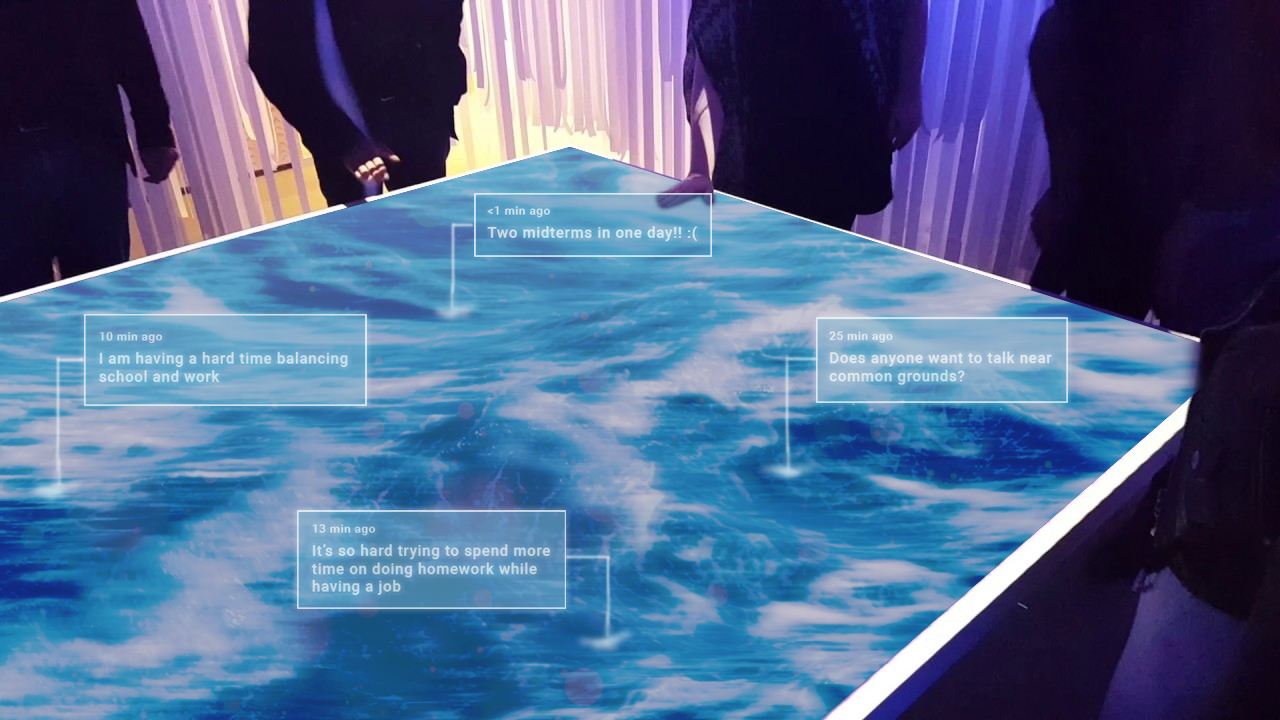 <1 min ago
Two midterms in one day!! :(
10 min ago
I am having a hard time balancing
school and work
25 min ago
Does anyone want to talk near
common grounds?
13 min ago
It's so hard trying to spend more
time on doing homework while
having a job